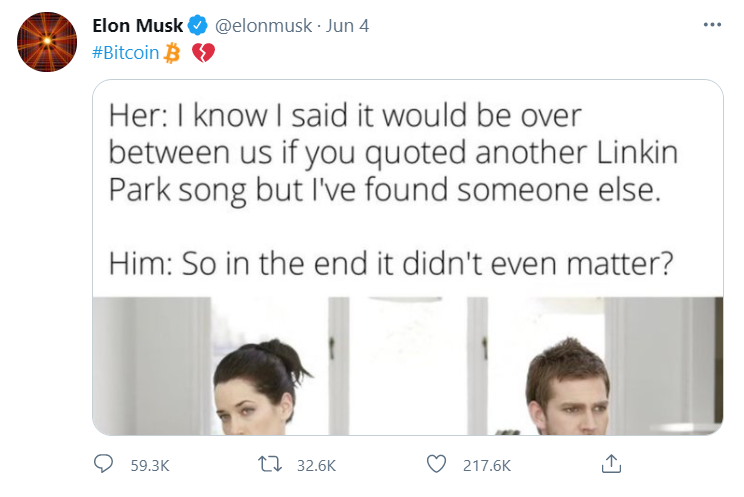 Elon Musk @elonmusk · Jun 4
#Bitcoin
Her: I know I said it would be over
between us if you quoted another Linkin
Park song but I've found someone else.
Him: So in the end it didn't even matter?
59.3K 32.6K 217.6K